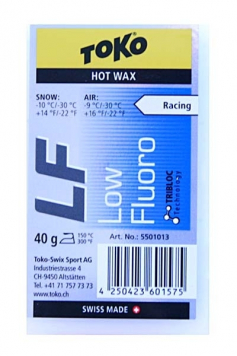 TOKO
HOT WAX
SNOW: AIR:
-10 °C/-30 °C -9 °C/-30 °C
+14 °F/-22 °F +16 °F/-22 °F
Racing
LF
Low
Fluoro
TRIBLOC
Technology
40 g 150 °C
300 °F
Art. No.: 5501013
Toko-Swix Sport AG
Industriestrasse 4
CH-9450 Altstätten
Tel. +41 71 757 73 73
www.toko.ch
4 250423 601575
SWISS MADE